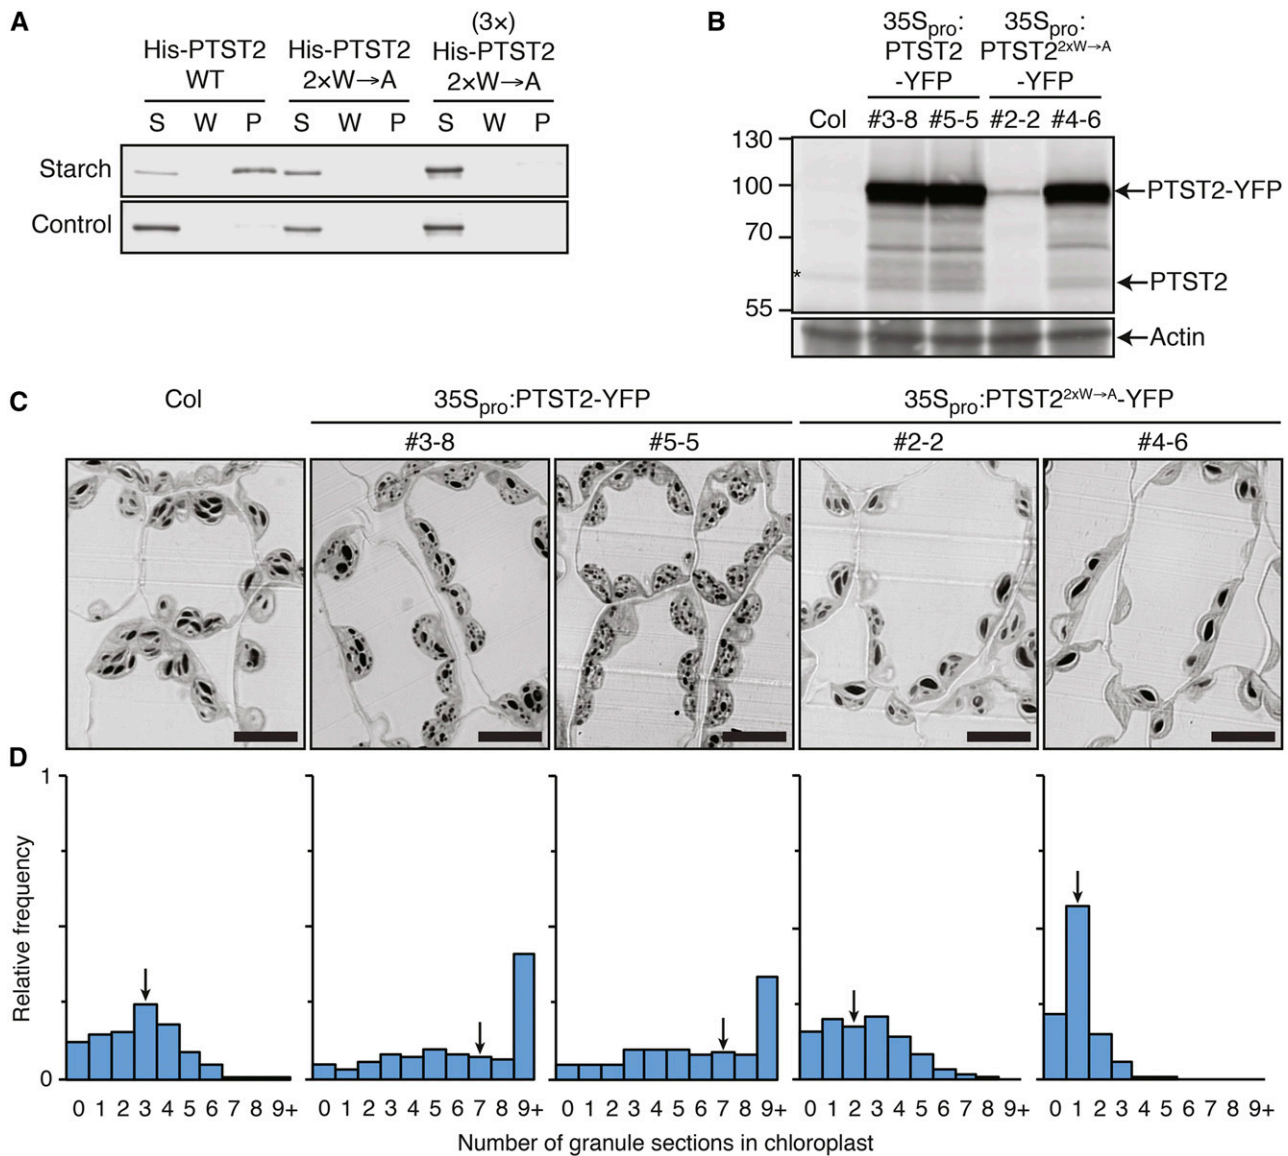 A
His-PTST2 WT
His-PTST2 2×W→A
(3×) His-PTST2 2×W→A
S W P S W P S W P
Starch
Control
B
35Spro: PTST2 -YFP
35Spro: PTST22xW→A -YFP
Col #3-8 #5-5 #2-2 #4-6
130
100
70
*
55
PTST2-YFP
PTST2
Actin
C
Col
35Spro:PTST2-YFP
35Spro:PTST22xW→A-YFP
#3-8 #5-5 #2-2 #4-6
D
Relative frequency
1
0
0 1 2 3 4 5 6 7 8 9+
0 1 2 3 4 5 6 7 8 9+
0 1 2 3 4 5 6 7 8 9+
0 1 2 3 4 5 6 7 8 9+
0 1 2 3 4 5 6 7 8 9+
Number of granule sections in chloroplast